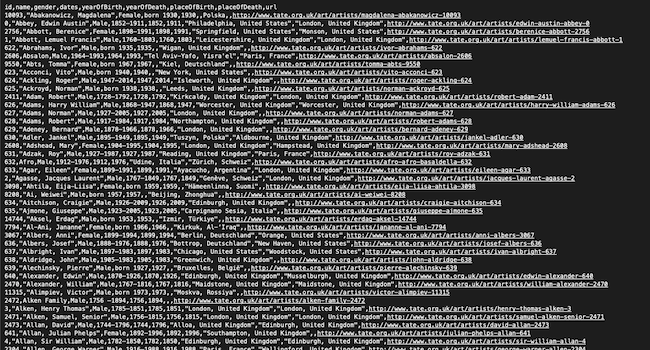 id,name,gender,dates,yearOfBirth,yearOfDeath,placeOfBirth,placeOfDeath,url
10093,"Abakanowicz, Magdalena",Female,born 1930,1930,,Polska,,http://www.tate.org.uk/art/artists/magdalena-abakanowicz-10093
0,"Abbey, Edwin Austin",Male,1852–1911,1852,1911,"Philadelphia, United States","London, United Kingdom",http://www.tate.org.uk/art/artists/edwin-austin-abbey-0
2756,"Abbott, Berenice",Female,1898–1991,1898,1991,"Springfield, United States","Monson, United States",http://www.tate.org.uk/art/artists/berenice-abbott-2756
1,"Abbott, Lemuel Francis",Male,1760–1803,1760,1803,"Leicestershire, United Kingdom","London, United Kingdom",http://www.tate.org.uk/art/artists/lemuel-francis-abbott-1
622,"Abrahams, Ivor",Male,born 1935,1935,,"Wigan, United Kingdom",,http://www.tate.org.uk/art/artists/ivor-abrahams-622
2606,Absalon,Male,1964–1993,1964,1993,"Tel Aviv-Yafo, Yisra'el","Paris, France",http://www.tate.org.uk/art/artists/absalon-2606
9550,"Abts, Tomma",Female,born 1967,1967,,"Kiel, Deutschland",,http://www.tate.org.uk/art/artists/tomma-abts-9550
623,"Acconci, Vito",Male,born 1940,1940,,"New York, United States",,http://www.tate.org.uk/art/artists/vito-acconci-623
624,"Ackling, Roger",Male,1947–2014,1947,2014,"Isleworth, United Kingdom",,http://www.tate.org.uk/art/artists/roger-ackling-624
625,"Ackroyd, Norman",Male,born 1938,1938,,"Leeds, United Kingdom",,http://www.tate.org.uk/art/artists/norman-ackroyd-625
2411,"Adam, Robert",Male,1728–1792,1728,1792,"Kirkcaldy, United Kingdom","London, United Kingdom",http://www.tate.org.uk/art/artists/robert-adam-2411
626,"Adams, Harry William",Male,1868–1947,1868,1947,"Worcester, United Kingdom","Worcester, United Kingdom",http://www.tate.org.uk/art/artists/harry-william-adams-626
627,"Adams, Norman",Male,1927–2005,1927,2005,"London, United Kingdom",,http://www.tate.org.uk/art/artists/norman-adams-627
628,"Adams, Robert",Male,1917–1984,1917,1984,"Northampton, United Kingdom",,http://www.tate.org.uk/art/artists/robert-adams-628
629,"Adeney, Bernard",Male,1878–1966,1878,1966,"London, United Kingdom",,http://www.tate.org.uk/art/artists/bernard-adeney-629
630,"Adler, Jankel",Male,1895–1949,1895,1949,"Tuszyn, Polska","Aldbourne, United Kingdom",http://www.tate.org.uk/art/artists/jankel-adler-630
2608,"Adshead, Mary",Female,1904–1995,1904,1995,"London, United Kingdom","Hampstead, United Kingdom",http://www.tate.org.uk/art/artists/mary-adshead-2608
631,"Adzak, Roy",Male,1927–1987,1927,1987,"Reading, United Kingdom","Paris, France",http://www.tate.org.uk/art/artists/roy-adzak-631
632,Afro,Male,1912–1976,1912,1976,"Udine, Italia","Zürich, Schweiz",http://www.tate.org.uk/art/artists/afro-afro-basaldella-632
633,"Agar, Eileen",Female,1899–1991,1899,1991,"Ayacucho, Argentina","London, United Kingdom",http://www.tate.org.uk/art/artists/eileen-agar-633
2,"Agasse, Jacques Laurent",Male,1767–1849,1767,1849,"Genève, Schweiz","London, United Kingdom",http://www.tate.org.uk/art/artists/jacques-laurent-agasse-2
3098,"Ahtila, Eija-Liisa",Female,born 1959,1959,,"Hämeenlinna, Suomi",,http://www.tate.org.uk/art/artists/eija-liisa-ahtila-3098
8208,"Ai, Weiwei",Male,born 1957,1957,,"Beijing, Zhonghua",,http://www.tate.org.uk/art/artists/ai-weiwei-8208
634,"Aitchison, Craigie",Male,1926–2009,1926,2009,"Edinburgh, United Kingdom",,http://www.tate.org.uk/art/artists/craigie-aitchison-634
635,"Ajmone, Giuseppe",Male,1923–2005,1923,2005,"Carpignano Sesia, Italia",,http://www.tate.org.uk/art/artists/giuseppe-ajmone-635
14744,"Aksel, Erdag",Male,born 1953,1953,,"Izmir, Türkiye",,http://www.tate.org.uk/art/artists/erdag-aksel-14744
7794,"Al-Ani, Jananne",Female,born 1966,1966,,"Kirkuk, Al-'Iraq",,http://www.tate.org.uk/art/artists/jananne-al-ani-7794
3067,"Albers, Anni",Female,1899–1994,1899,1994,"Berlin, Deutschland","Orange, United States",http://www.tate.org.uk/art/artists/anni-albers-3067
636,"Albers, Josef",Male,1888–1976,1888,1976,"Bottrop, Deutschland","New Haven, United States",http://www.tate.org.uk/art/artists/josef-albers-636
637,"Albright, Ivan",Male,1897–1983,1897,1983,"Chicago, United States","Woodstock, United States",http://www.tate.org.uk/art/artists/ivan-albright-637
638,"Aldridge, John",Male,1905–1983,1905,1983,"Greenwich, United Kingdom",,http://www.tate.org.uk/art/artists/john-aldridge-638
639,"Alechinsky, Pierre",Male,born 1927,1927,,"Bruxelles, Belgié",,http://www.tate.org.uk/art/artists/pierre-alechinsky-639
640,"Alexander, Edwin",Male,1870–1926,1870,1926,"Edinburgh, United Kingdom","Musselburgh, United Kingdom",http://www.tate.org.uk/art/artists/edwin-alexander-640
2470,"Alexander, William",Male,1767–1816,1767,1816,"Maidstone, United Kingdom","Maidstone, United Kingdom",http://www.tate.org.uk/art/artists/william-alexander-2470
11315,"Alimpiev, Victor",Male,born 1973,1973,,"Moskva, Rossiya",,http://www.tate.org.uk/art/artists/victor-alimpiev-11315
2472,Alken Family,Male,1756 –1894,1756,1894,,,http://www.tate.org.uk/art/artists/alken-family-2472
3,"Alken, Henry Thomas",Male,1785–1851,1785,1851,"London, United Kingdom","London, United Kingdom",http://www.tate.org.uk/art/artists/henry-thomas-alken-3
2471,"Alken, Samuel, Senior",Male,1756–1815,1756,1815,"London, United Kingdom","London, United Kingdom",http://www.tate.org.uk/art/artists/samuel-alken-senior-2471
2473,"Allan, David",Male,1744–1796,1744,1796,"Alloa, United Kingdom","Edinburgh, United Kingdom",http://www.tate.org.uk/art/artists/david-allan-2473
641,"Allan, Julian Phelps",Female,1892–1996,1892,1996,"Southampton, United Kingdom",,http://www.tate.org.uk/art/artists/julian-phelps-allan-641
4,"Allan, Sir William",Male,1782–1850,1782,1850,"Edinburgh, United Kingdom","Edinburgh, United Kingdom",http://www.tate.org.uk/art/artists/sir-william-allan-4
2304,"Allen, George Warner",Male,1916–1988,1916,1988,"Paris, France","Wallingford, United Kingdom",http://www.tate.org.uk/art/artists/george-warner-allen-2304